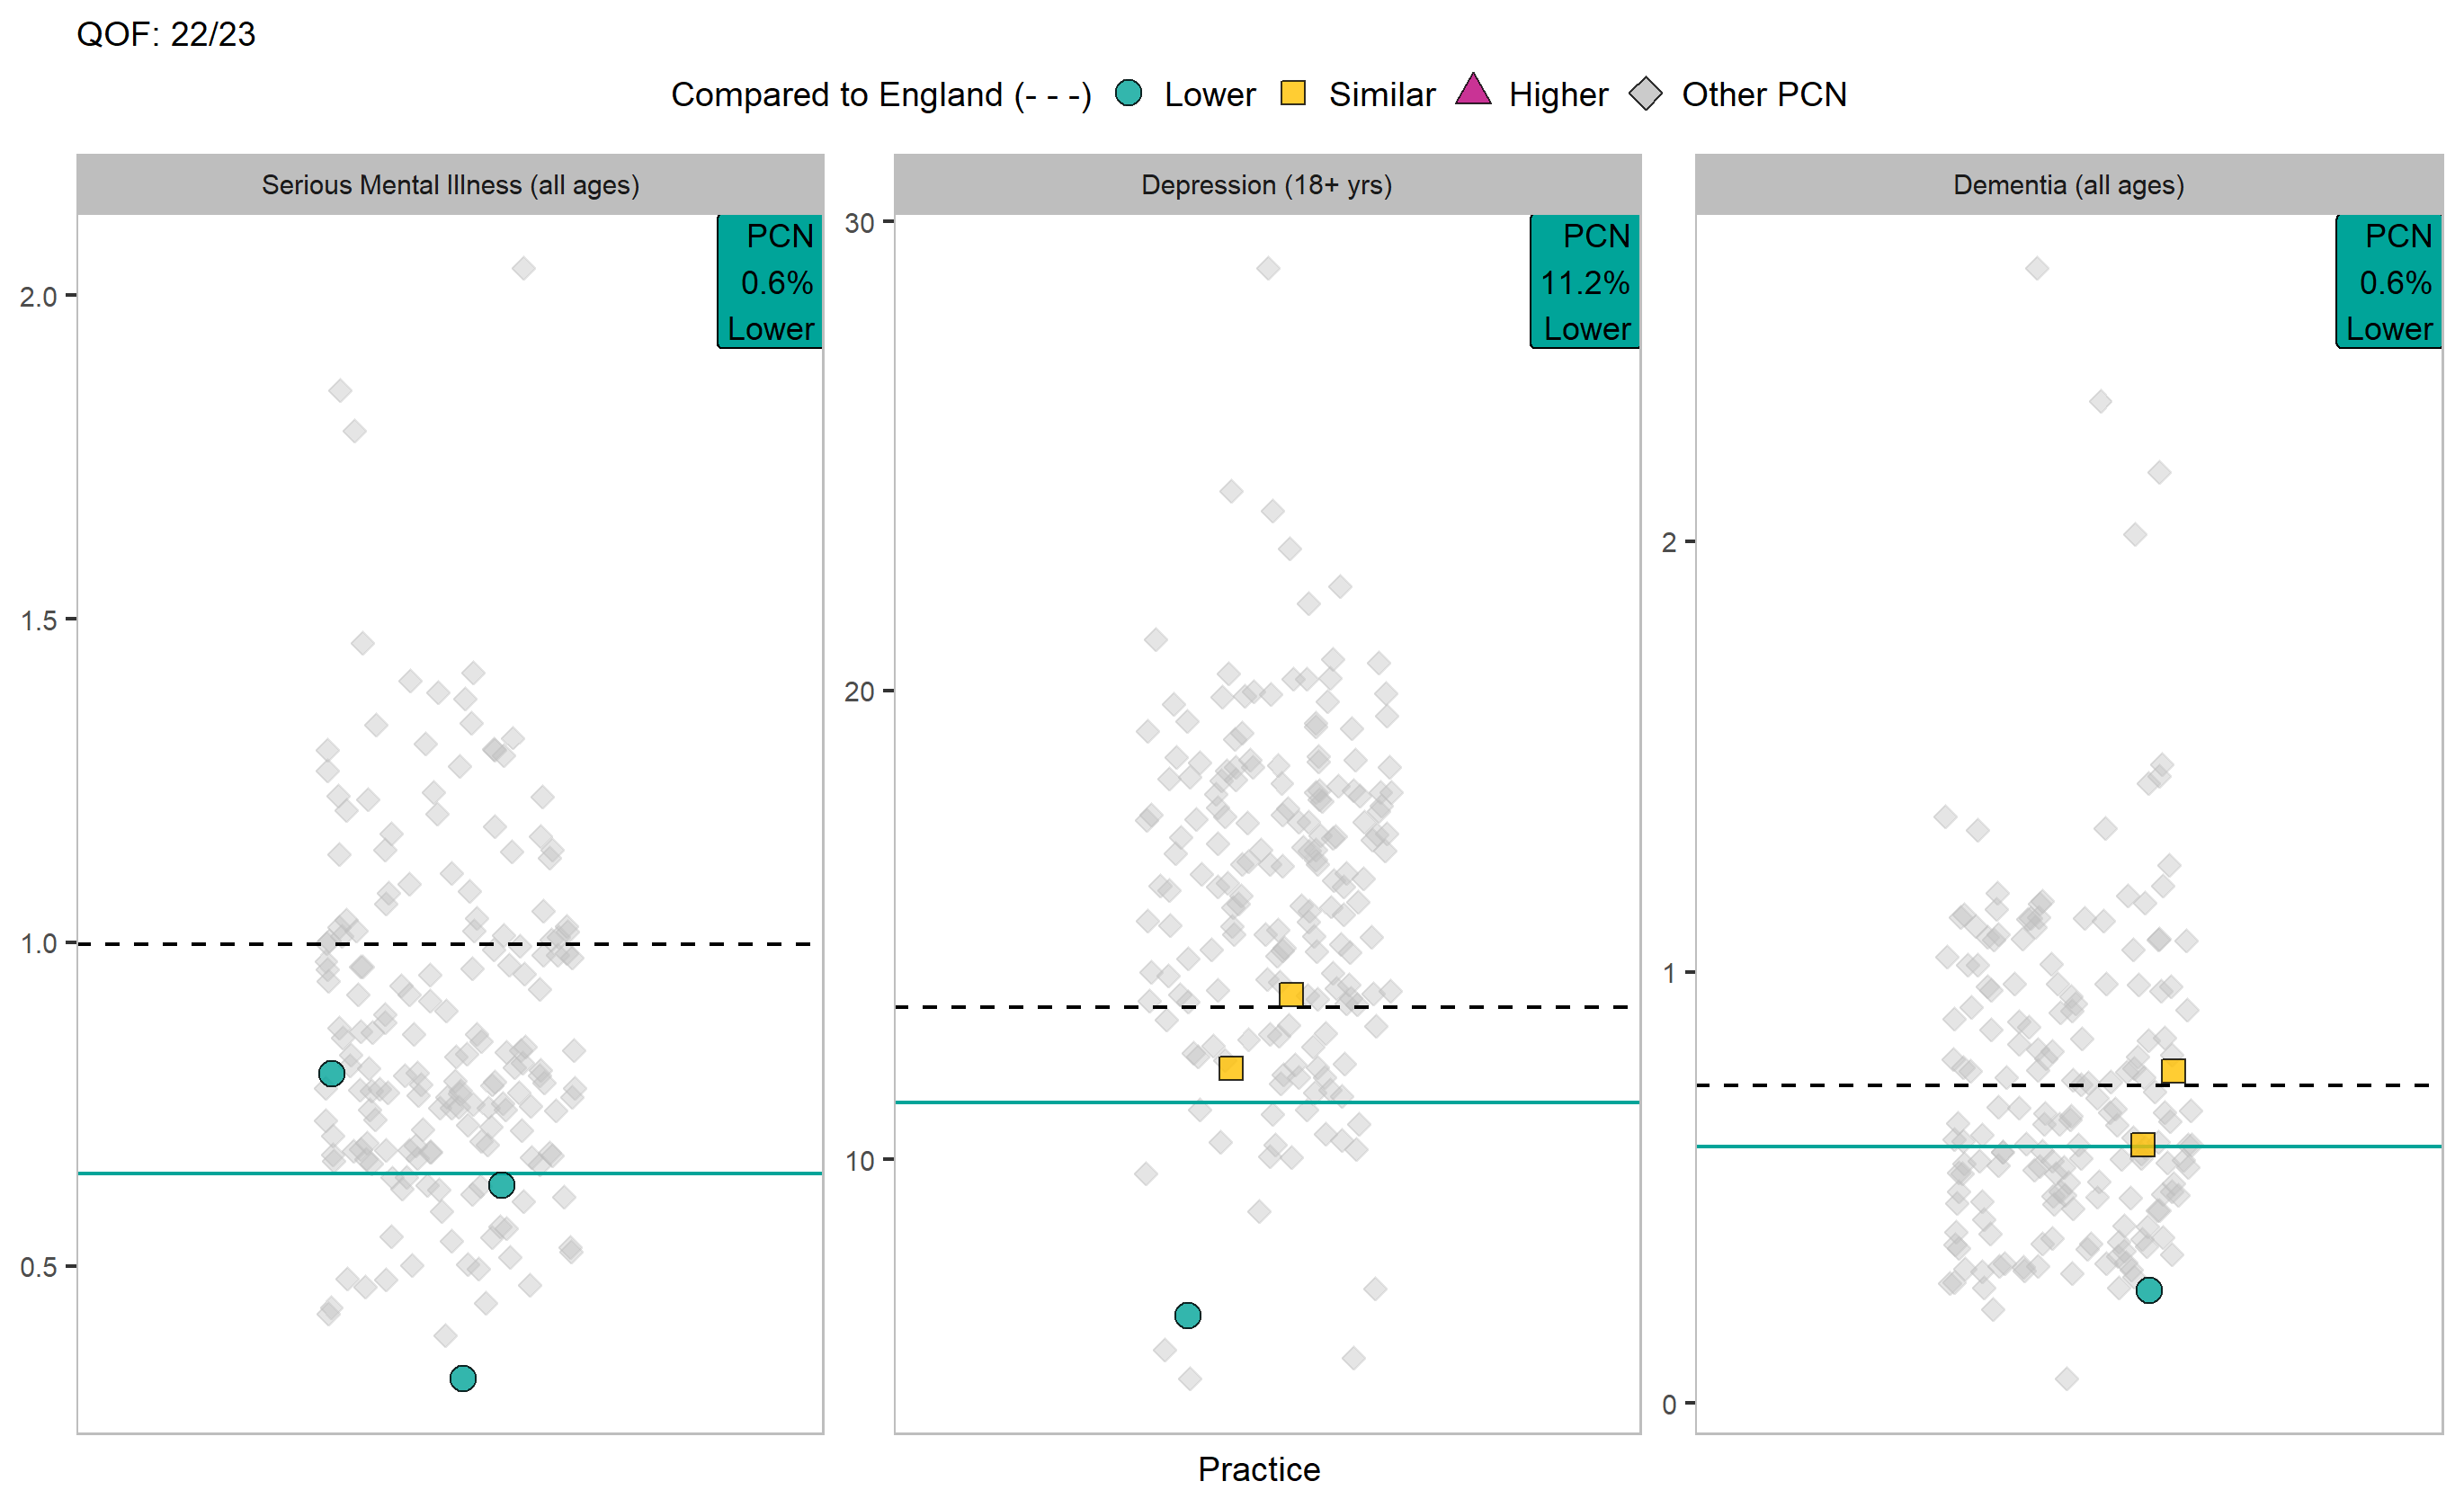 QOF: 22/23
Compared to England (- - -) Lower Similar Higher Other PCN
Serious Mental Illness (all ages)
PCN
0.6%
Lower
2.0
1.5
1.0
0.5
Depression (18+ yrs)
PCN
11.2%
Lower
30
20
10
Dementia (all ages)
PCN
0.6%
Lower
2
1
0
Practice